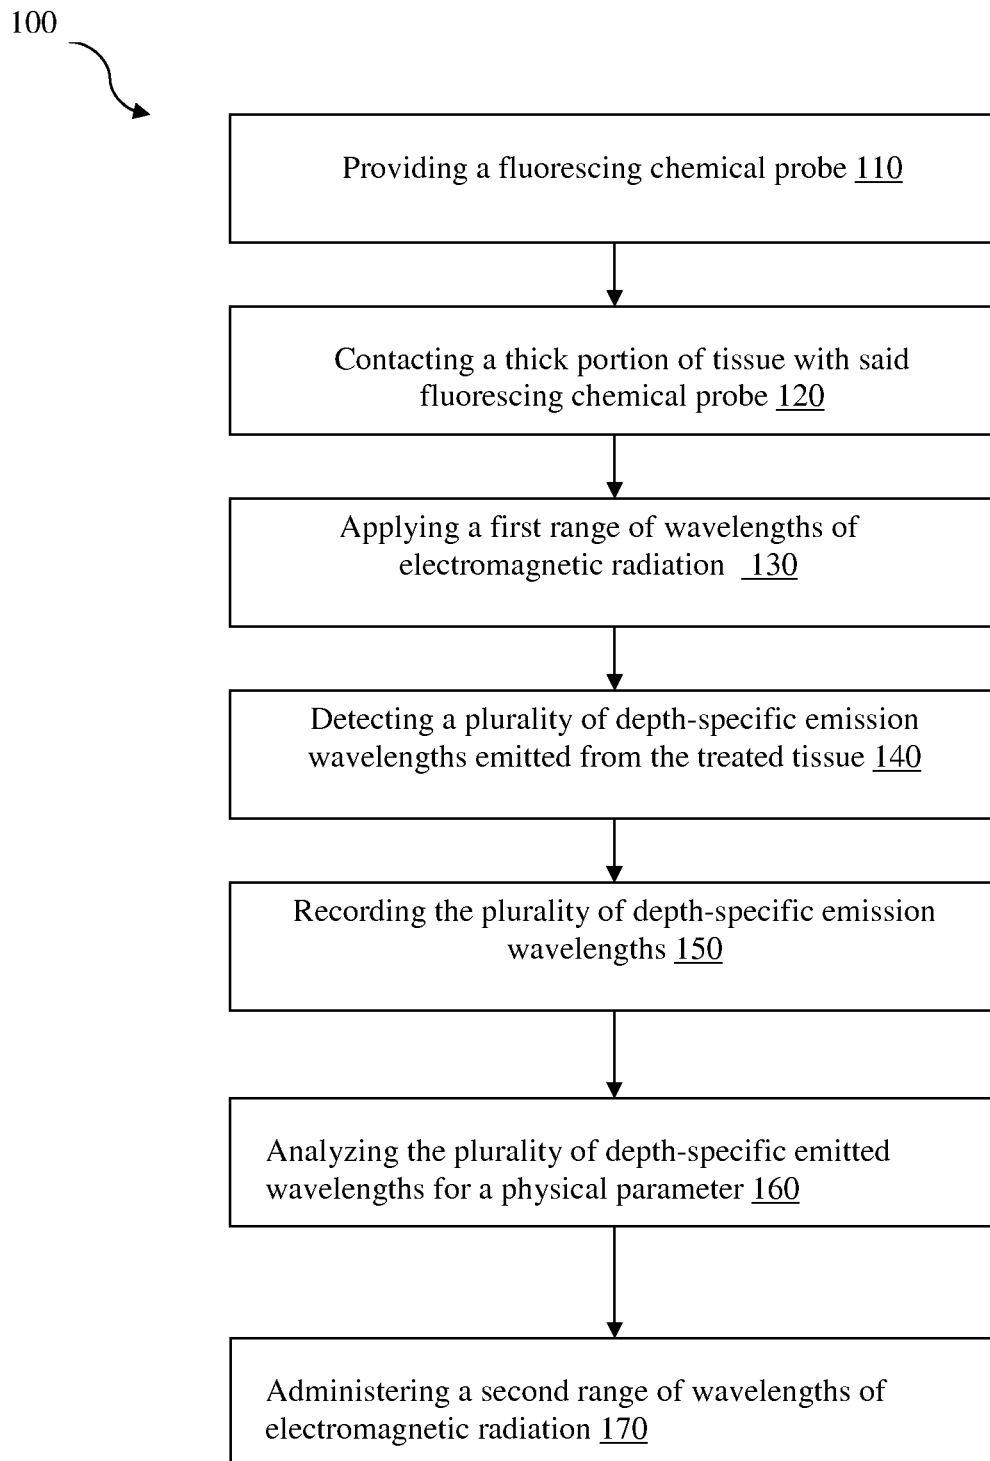 100
Providing a fluorescing chemical probe 110
Contacting a thick portion of tissue with said
fluorescing chemical probe 120
Applying a first range of wavelengths of
electromagnetic radiation 130
Detecting a plurality of depth-specific emission
wavelengths emitted from the treated tissue 140
Recording the plurality of depth-specific emission
wavelengths 150
Analyzing the plurality of depth-specific emitted
wavelengths for a physical parameter 160
Administering a second range of wavelengths of
electromagnetic radiation 170